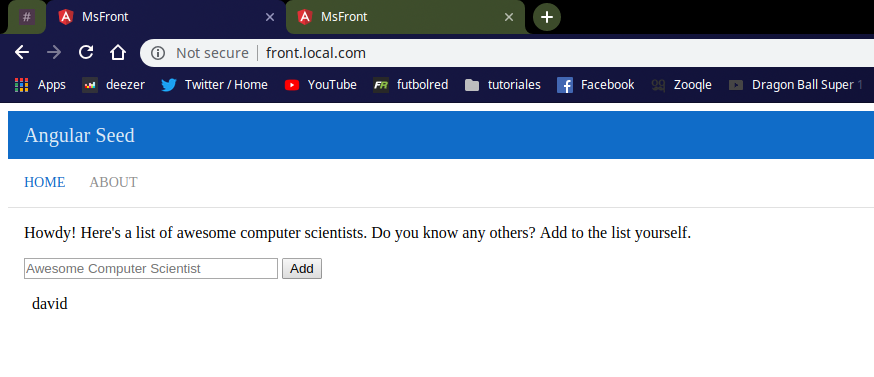 # MsFront MsFront
Not secure front.local.com
Apps deezer Twitter / Home YouTube FR futbolred tutoriales Facebook Zooqle Dragon Ball Super 1
Angular Seed
HOME ABOUT
Howdy! Here's a list of awesome computer scientists. Do you know any others? Add to the list yourself.
Awesome Computer Scientist Add
david